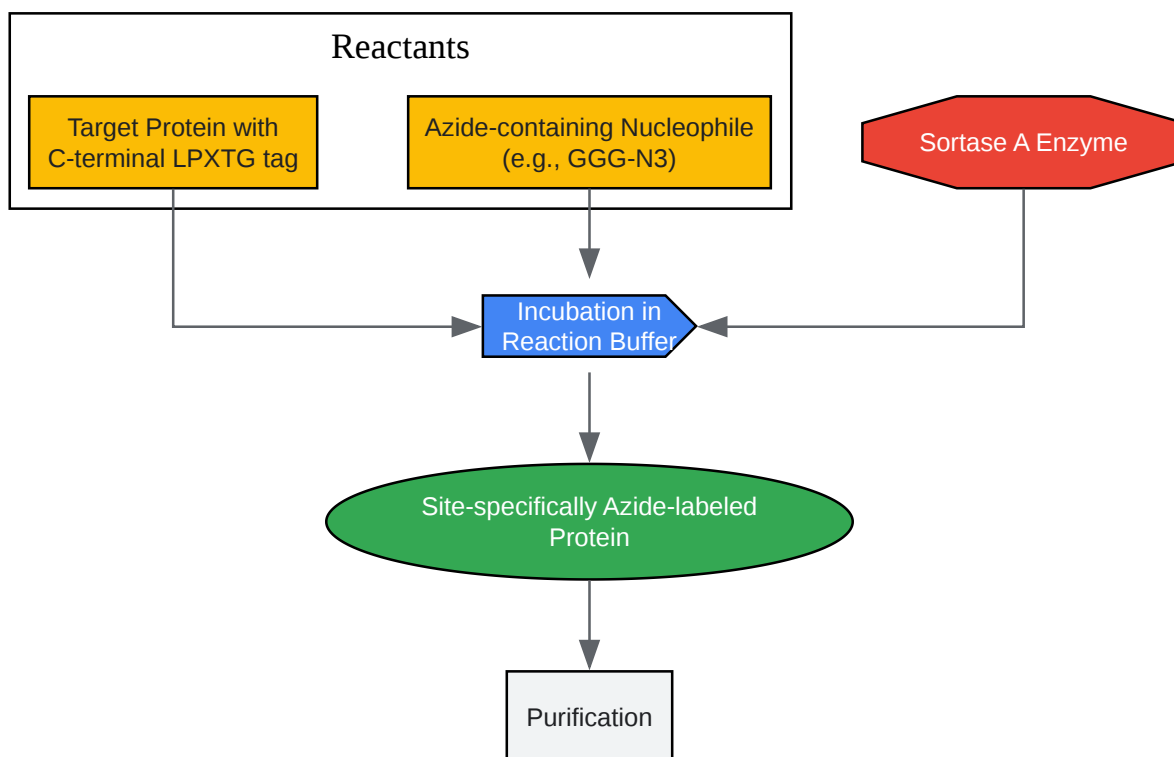 Reactants
Target Protein with
C-terminal LPXTG tag
Azide-containing Nucleophile
(e.g., GGG-N3)
Sortase A Enzyme
Incubation in
Reaction Buffer
Site-specifically Azide-labeled
Protein
Purification